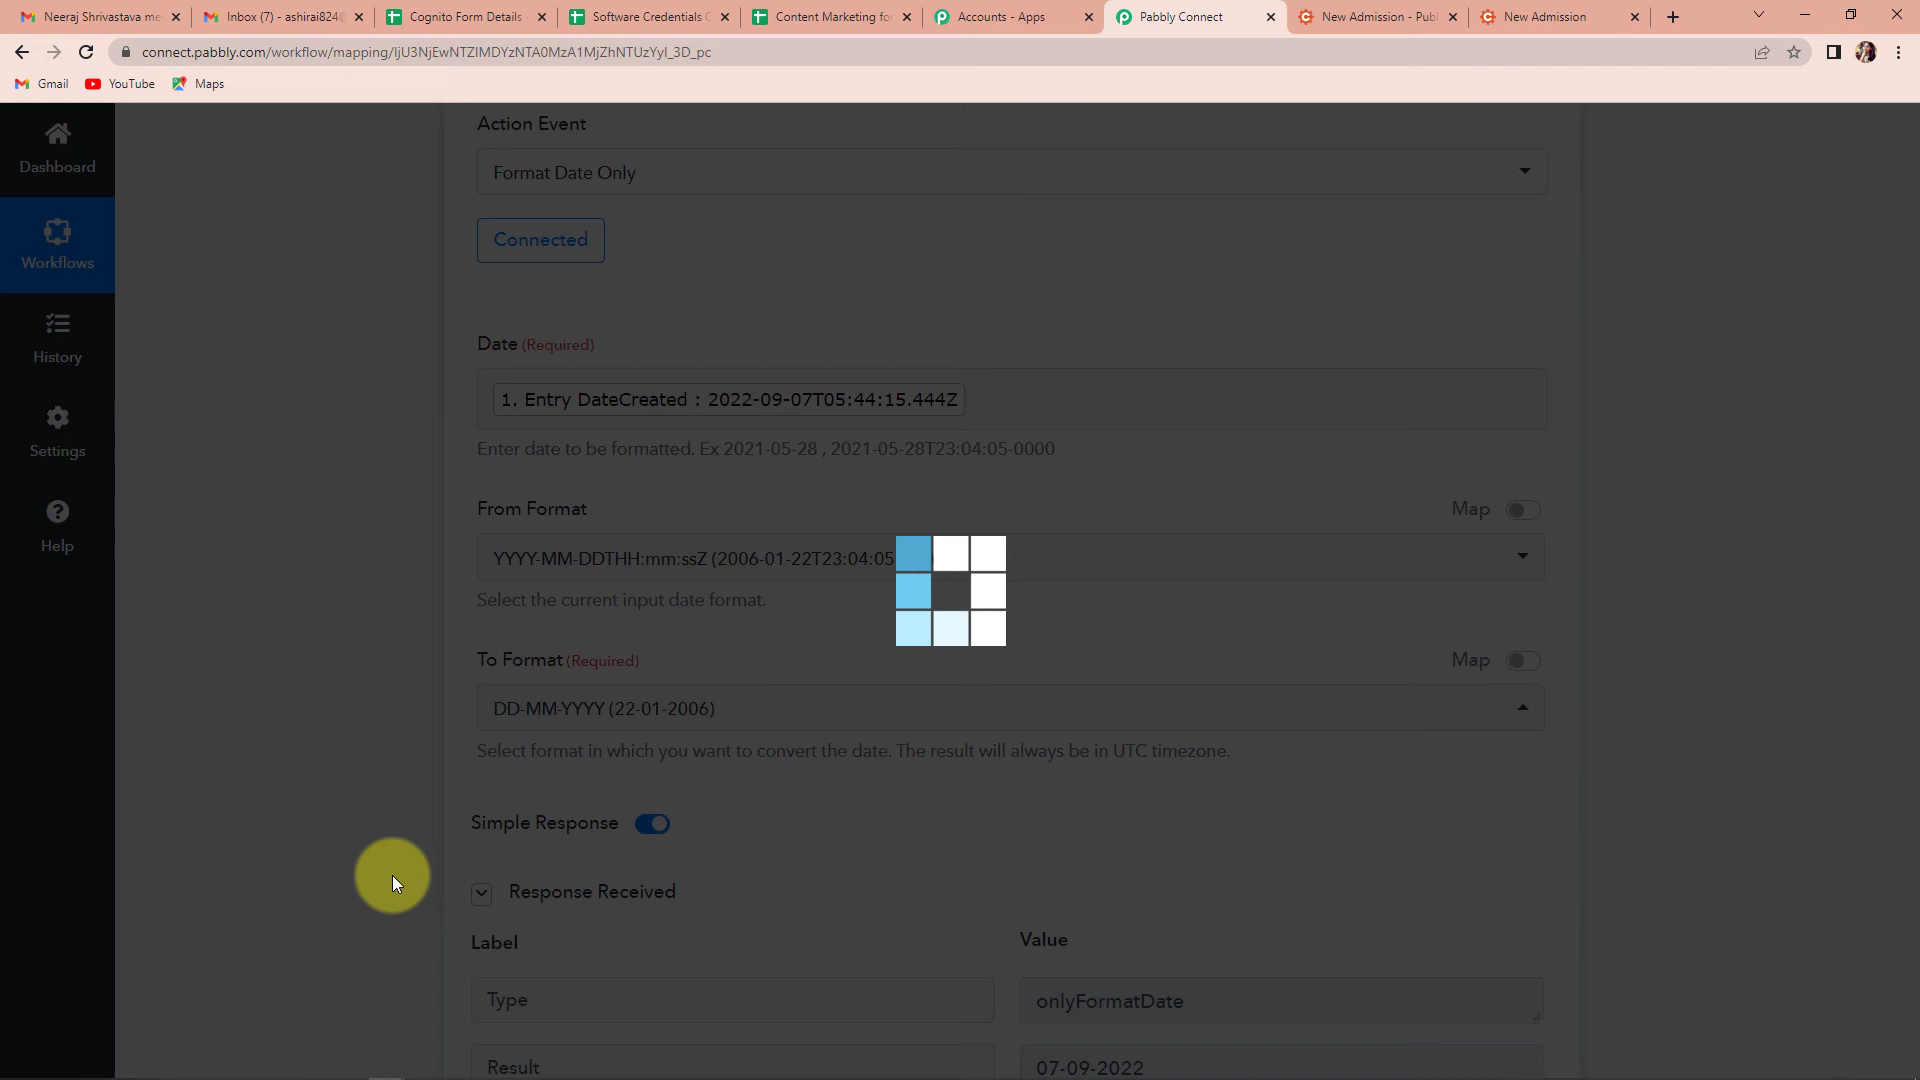 Neeraj Shrivastava me
Inbox (7) - ashirai824@
Cognito Form Details -
Software Credentials C
Content Marketing fo
Accounts - Apps
Pabbly Connect
New Admission - Publ
New Admission
connect.pabbly.com/workflow/mapping/IjU3NjEwNTZlMDYzNTA0MzA1MjZhNTUzYyI_3D_pc
Gmail
YouTube
Maps
Dashboard
Workflows
History
Settings
Help
Action Event
Format Date Only
Connected
Date (Required)
1. Entry DateCreated : 2022-09-07T05:44:15.444Z
Enter date to be formatted. Ex 2021-05-28 , 2021-05-28T23:04:05-0000
From Format
Map
YYYY-MM-DDTHH:mm:ssZ (2006-01-22T23:04:05
Select the current input date format.
To Format (Required)
Map
DD-MM-YYYY (22-01-2006)
Select format in which you want to convert the date. The result will always be in UTC timezone.
Simple Response
Response Received
Label
Value
Type
onlyFormatDate
Result
07-09-2022